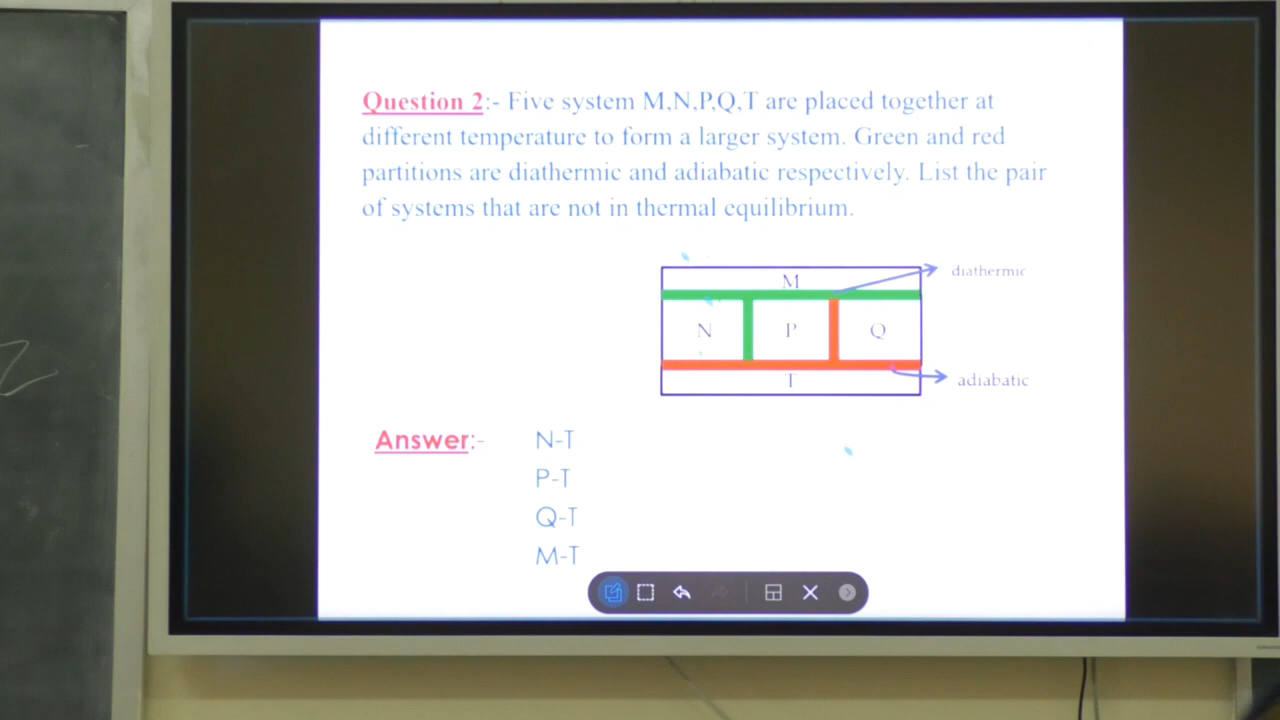 Question 2:- Five system M,N,P,Q,T are placed together at
different temperature to form a larger system. Green and red
partitions are diathermic and adiabatic respectively. List the pair
of systems that are not in thermal equilibrium.
M
diathermic
N P Q
T
adiabatic
Answer:- N-T
P-T
Q-T
M-T